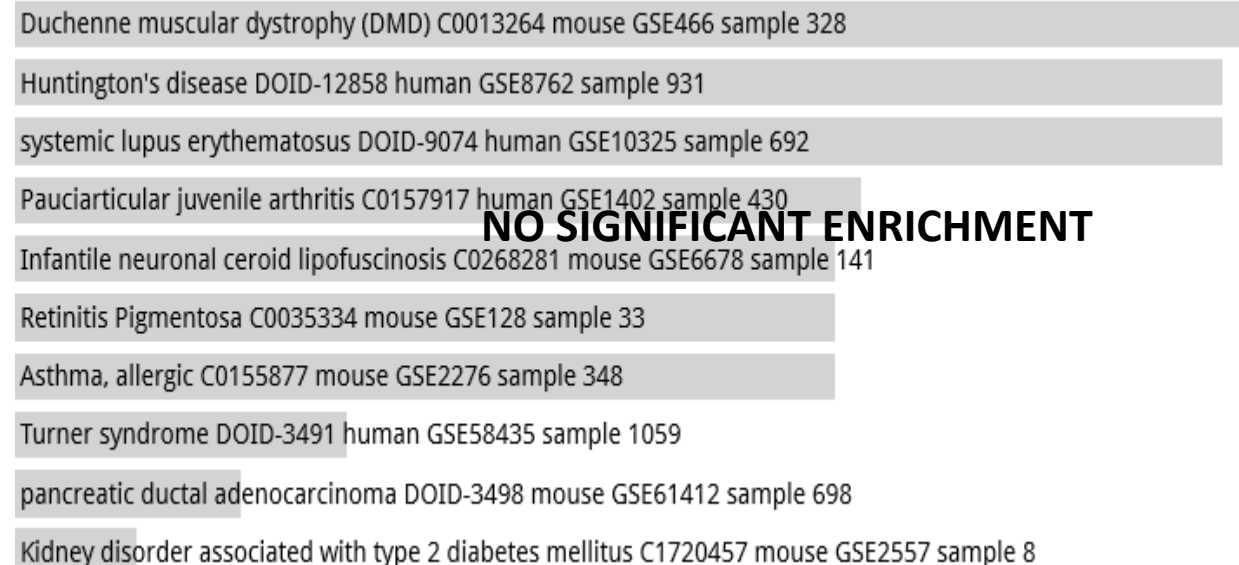 Duchenne muscular dystrophy (DMD) C0013264 mouse GSE466 sample 328
Huntington's disease DOID-12858 human GSE8762 sample 931
systemic lupus erythematosus DOID-9074 human GSE10325 sample 692
Pauciarticular juvenile arthritis C0157917 human GSE1402 sample 430
NO SIGNIFICANT ENRICHMENT
Infantile neuronal ceroid lipofuscinosis C0268281 mouse GSE6678 sample 141
Retinitis Pigmentosa C0035334 mouse GSE128 sample 33
Asthma, allergic C0155877 mouse GSE2276 sample 348
Turner syndrome DOID-3491 human GSE58435 sample 1059
pancreatic ductal adenocarcinoma DOID-3498 mouse GSE61412 sample 698
Kidney disorder associated with type 2 diabetes mellitus C1720457 mouse GSE2557 sample 8